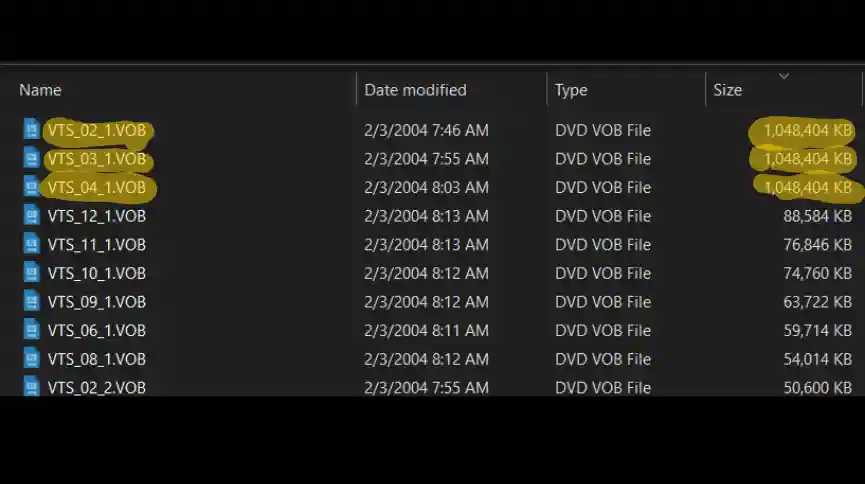 Name Date modified Type Size
VTS_02_1.VOB 2/3/2004 7:46 AM DVD VOB File 1,048,404 KB
VTS_03_1.VOB 2/3/2004 7:55 AM DVD VOB File 1,048,404 KB
VTS_04_1.VOB 2/3/2004 8:03 AM DVD VOB File 1,048,404 KB
VTS_12_1.VOB 2/3/2004 8:13 AM DVD VOB File 88,584 KB
VTS_11_1.VOB 2/3/2004 8:13 AM DVD VOB File 76,846 KB
VTS_10_1.VOB 2/3/2004 8:12 AM DVD VOB File 74,760 KB
VTS_09_1.VOB 2/3/2004 8:12 AM DVD VOB File 63,722 KB
VTS_06_1.VOB 2/3/2004 8:11 AM DVD VOB File 59,714 KB
VTS_08_1.VOB 2/3/2004 8:12 AM DVD VOB File 54,014 KB
VTS_02_2.VOB 2/3/2004 7:55 AM DVD VOB File 50,600 KB